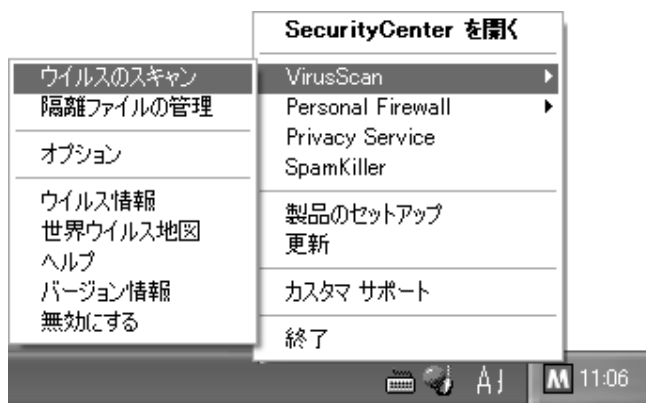 SecurityCenter を開く
VirusScan
Personal Firewall
Privacy Service
SpamKiller
製品のセットアップ
更新
カスタマ サポート
終了
ウイルスのスキャン
隔離ファイルの管理
オプション
ウイルス情報
世界ウイルス地図
ヘルプ
バージョン情報
無効にする
M 11:06